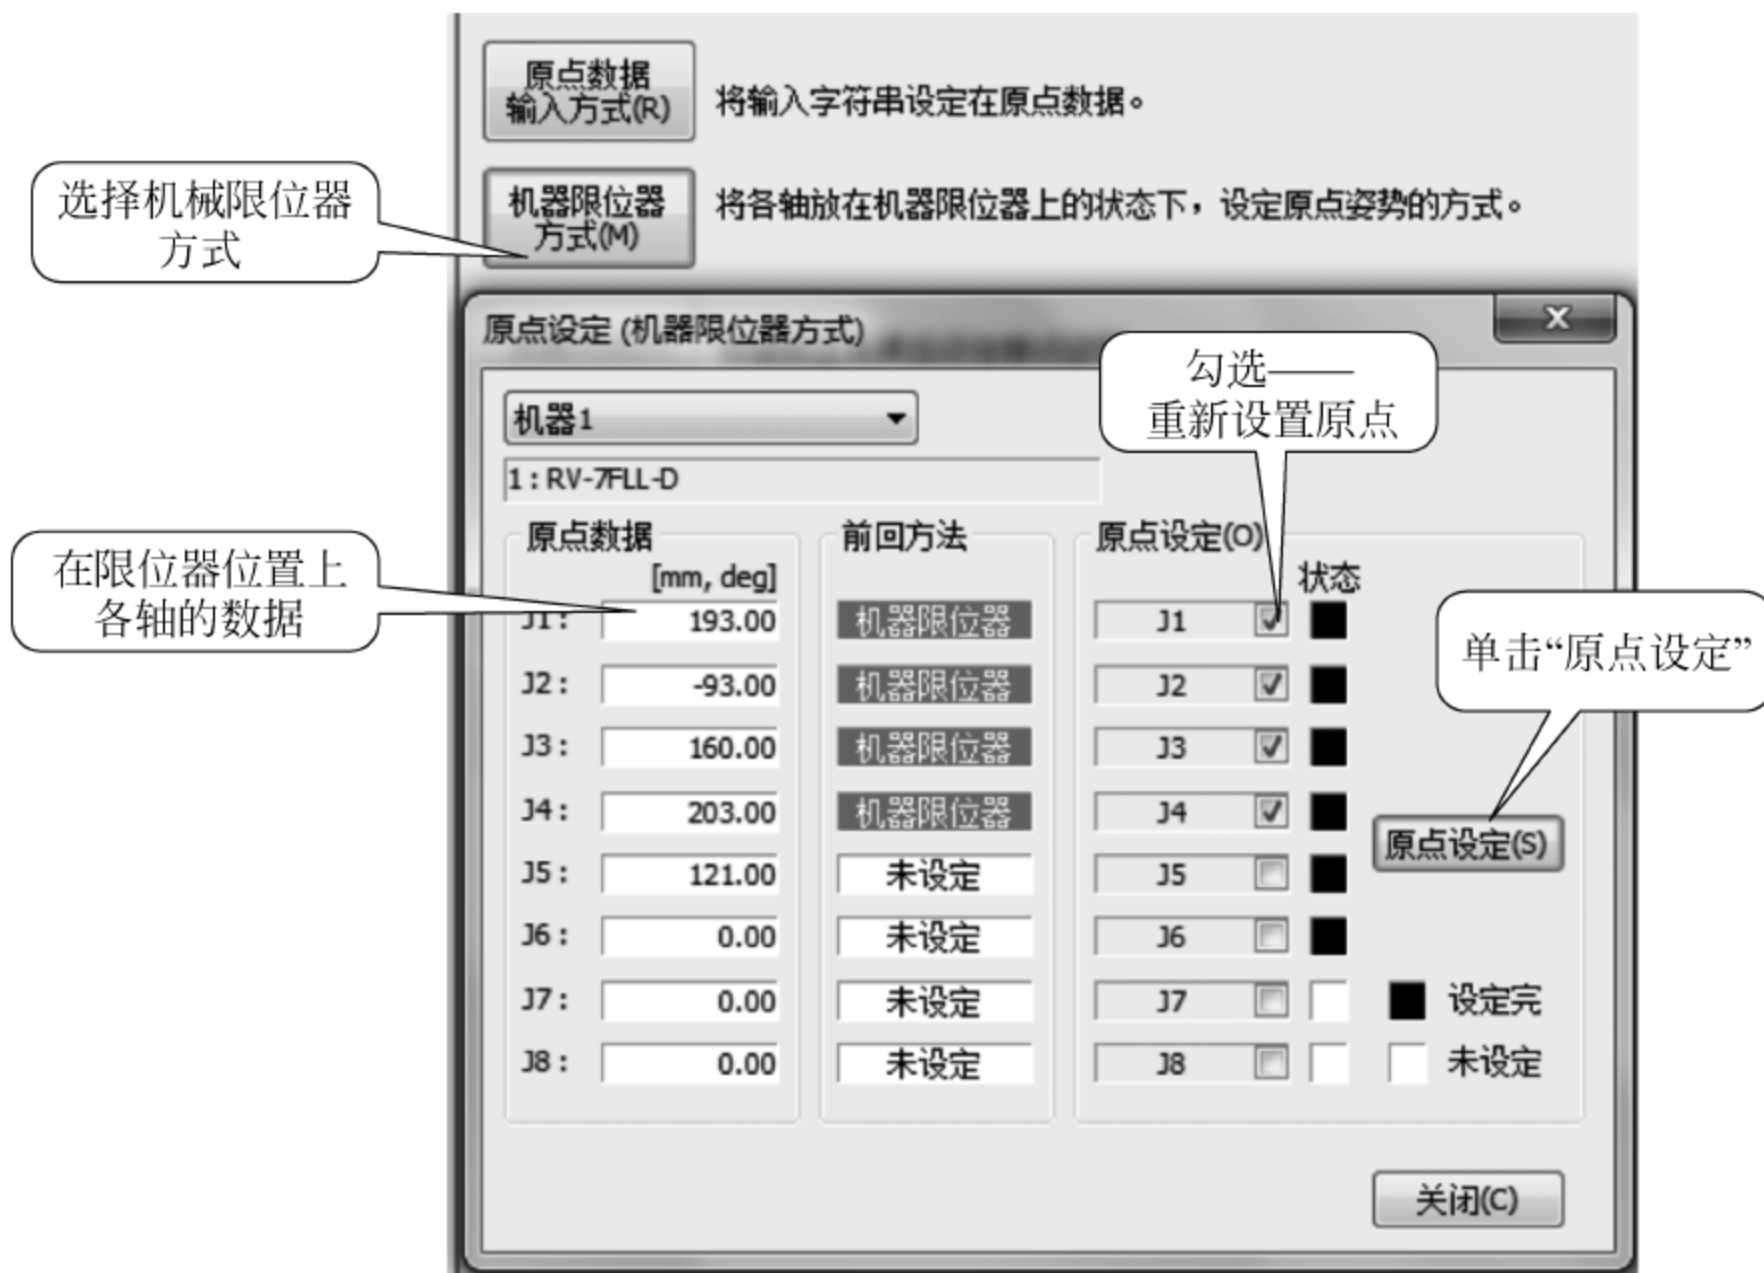 原点数据
输入方式(R)
将输入字符串设定在原点数据。
选择机械限位器
方式
机器限位器
方式(M)
将各轴放在机器限位器上的状态下，设定原点姿势的方式。
原点设定 (机器限位器方式)
勾选——
重新设置原点
机器1
1：RV-7FLL-D
在限位器位置上
各轴的数据
原点数据
[mm, deg]
前回方法
原点设定(O)
状态
单击“原点设定”
J1： 193.00 机器限位器 J1
J2： -93.00 机器限位器 J2
J3： 160.00 机器限位器 J3
J4： 203.00 机器限位器 J4
原点设定(S)
J5： 121.00 未设定 J5
J6： 0.00 未设定 J6
J7： 0.00 未设定 J7 设定完
J8： 0.00 未设定 J8 未设定
关闭(C)